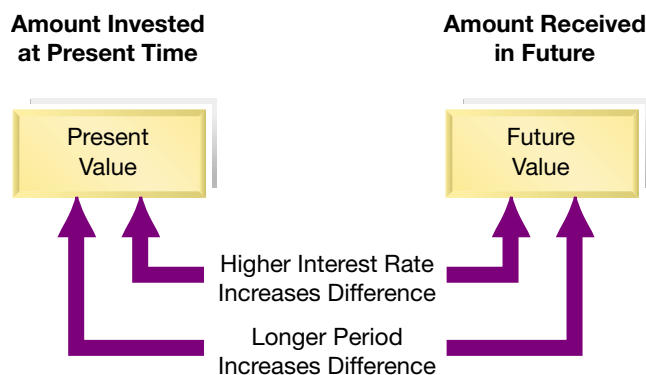 Amount Invested
at Present Time
Amount Received
in Future
Present
Value
Future
Value
Higher Interest Rate
Increases Difference
Longer Period
Increases Difference